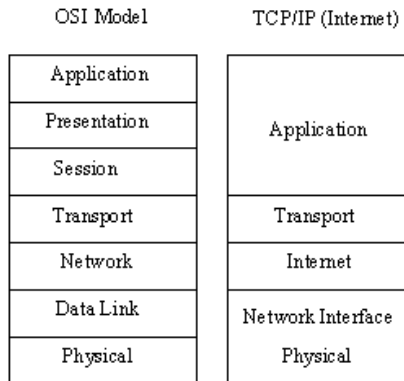 OSI Model
Application
Presentation
Session
Transport
Network
Data Link
Physical
TCP/IP (Internet)
Application
Transport
Internet
Network Interface
Physical